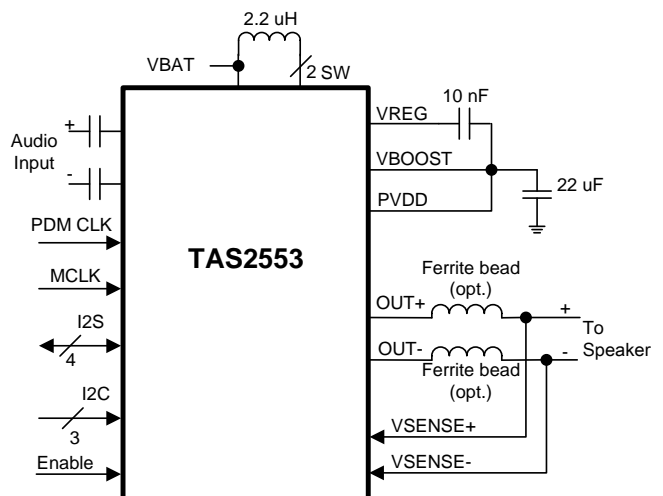 2.2 uH
VBAT
2 SW
10 nF
VREG
+
Audio
Input
-
VBOOST
22 uF
PVDD
PDM CLK
TAS2553
MCLK
Ferrite bead
(opt.)
OUT+
+
To
Speaker
I2S
4
OUT-
-
Ferrite bead
(opt.)
I2C
3
VSENSE+
Enable
VSENSE-